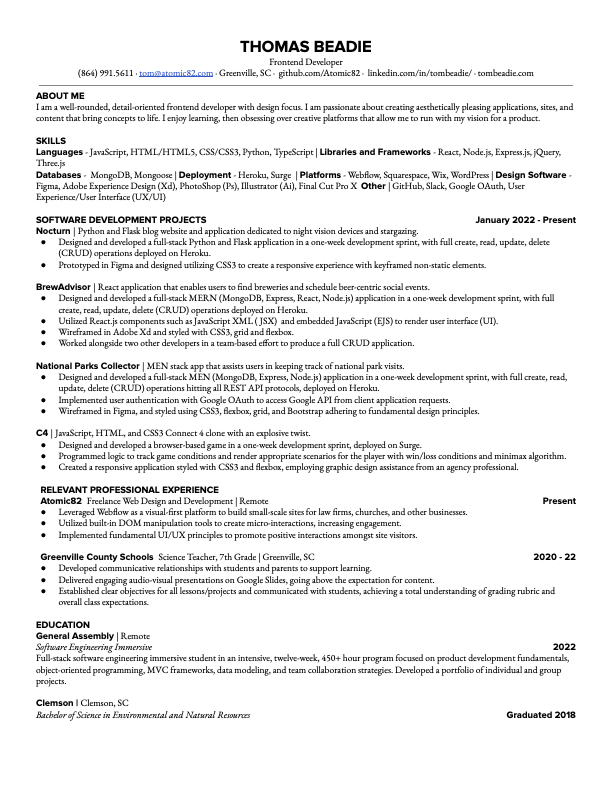 THOMAS BEADIE
Frontend Developer
(864) 991.5611 · tom@atomic82.com · Greenville, SC · github.com/Atomic82 · linkedin.com/in/tombeadie/ · tombeadie.com
ABOUT ME
I am a well-rounded, detail-oriented frontend developer with design focus. I am passionate about creating aesthetically pleasing applications, sites, and
content that bring concepts to life. I enjoy learning, then obsessing over creative platforms that allow me to run with my vision for a product.
SKILLS
Languages - JavaScript, HTML/HTML5, CSS/CSS3, Python, TypeScript | Libraries and Frameworks - React, Node.js, Express.js, jQuery,
Three.js
Databases - MongoDB, Mongoose | Deployment - Heroku, Surge | Platforms - Webflow, Squarespace, Wix, WordPress | Design Software -
Figma, Adobe Experience Design (Xd), PhotoShop (Ps), Illustrator (Ai), Final Cut Pro X Other | GitHub, Slack, Google OAuth, User
Experience/User Interface (UX/UI)
SOFTWARE DEVELOPMENT PROJECTS January 2022 - Present
Nocturn | Python and Flask blog website and application dedicated to night vision devices and stargazing.
● Designed and developed a full-stack Python and Flask application in a one-week development sprint, with full create, read, update, delete
(CRUD) operations deployed on Heroku.
● Prototyped in Figma and designed utilizing CSS3 to create a responsive experience with keyframed non-static elements.
BrewAdvisor | React application that enables users to find breweries and schedule beer-centric social events.
● Designed and developed a full-stack MERN (MongoDB, Express, React, Node.js) application in a one-week development sprint, with full
create, read, update, delete (CRUD) operations deployed on Heroku.
● Utilized React.js components such as JavaScript XML ( JSX) and embedded JavaScript (EJS) to render user interface (UI).
● Wireframed in Adobe Xd and styled with CSS3, grid and flexbox.
● Worked alongside two other developers in a team-based effort to produce a full CRUD application.
National Parks Collector | MEN stack app that assists users in keeping track of national park visits.
● Designed and developed a full-stack MEN (MongoDB, Express, Node.js) application in a one-week development sprint, with full create, read,
update, delete (CRUD) operations hitting all REST API protocols, deployed on Heroku.
● Implemented user authentication with Google OAuth to access Google API from client application requests.
● Wireframed in Figma, and styled using CSS3, flexbox, grid, and Bootstrap adhering to fundamental design principles.
C4 | JavaScript, HTML, and CSS3 Connect 4 clone with an explosive twist.
● Designed and developed a browser-based game in a one-week development sprint, deployed on Surge.
● Programmed logic to track game conditions and render appropriate scenarios for the player with win/loss conditions and minimax algorithm.
● Created a responsive application styled with CSS3 and flexbox, employing graphic design assistance from an agency professional.
RELEVANT PROFESSIONAL EXPERIENCE
Atomic82 Freelance Web Design and Development | Remote Present
● Leveraged Webflow as a visual-first platform to build small-scale sites for law firms, churches, and other businesses.
● Utilized built-in DOM manipulation tools to create micro-interactions, increasing engagement.
● Implemented fundamental UI/UX principles to promote positive interactions amongst site visitors.
Greenville County Schools Science Teacher, 7th Grade | Greenville, SC 2020 - 22
● Developed communicative relationships with students and parents to support learning.
● Delivered engaging audio-visual presentations on Google Slides, going above the expectation for content.
● Established clear objectives for all lessons/projects and communicated with students, achieving a total understanding of grading rubric and
overall class expectations.
EDUCATION
General Assembly | Remote
Software Engineering Immersive 2022
Full-stack software engineering immersive student in an intensive, twelve-week, 450+ hour program focused on product development fundamentals,
object-oriented programming, MVC frameworks, data modeling, and team collaboration strategies. Developed a portfolio of individual and group
projects.
Clemson | Clemson, SC
Bachelor of Science in Environmental and Natural Resources Graduated 2018